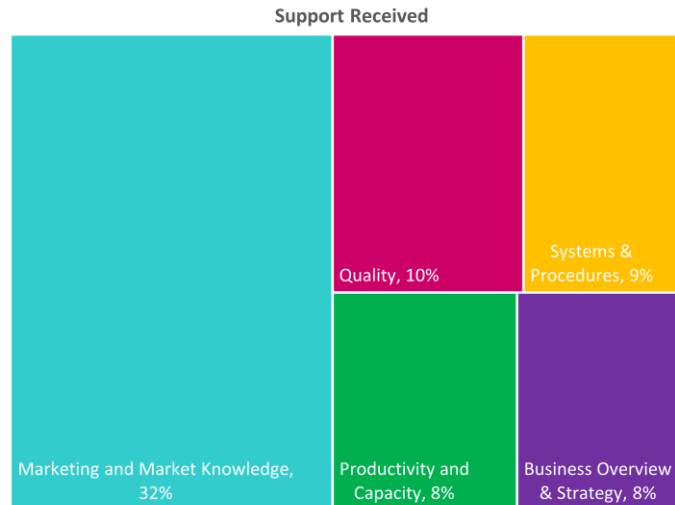 Support Received
Marketing and Market Knowledge,
32%
Quality, 10%
Systems &
Procedures, 9%
Productivity and
Capacity, 8%
Business Overview
& Strategy, 8%